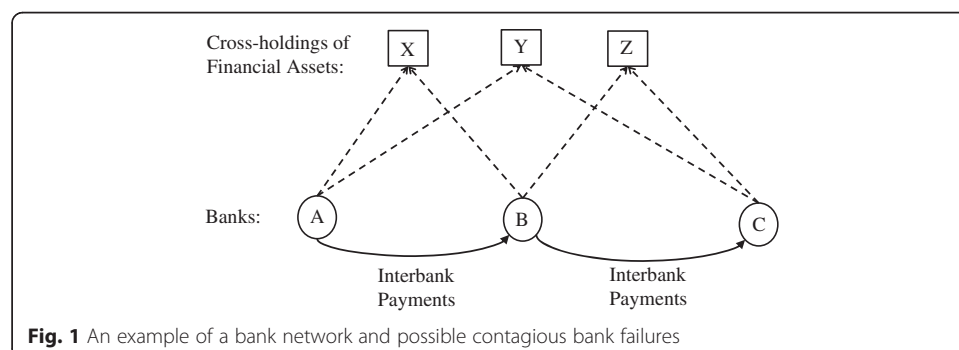 Cross-holdings of
Financial Assets:
X
Y
Z
Banks:
A
B
C
Interbank
Payments
Interbank
Payments
Fig. 1 An example of a bank network and possible contagious bank failures